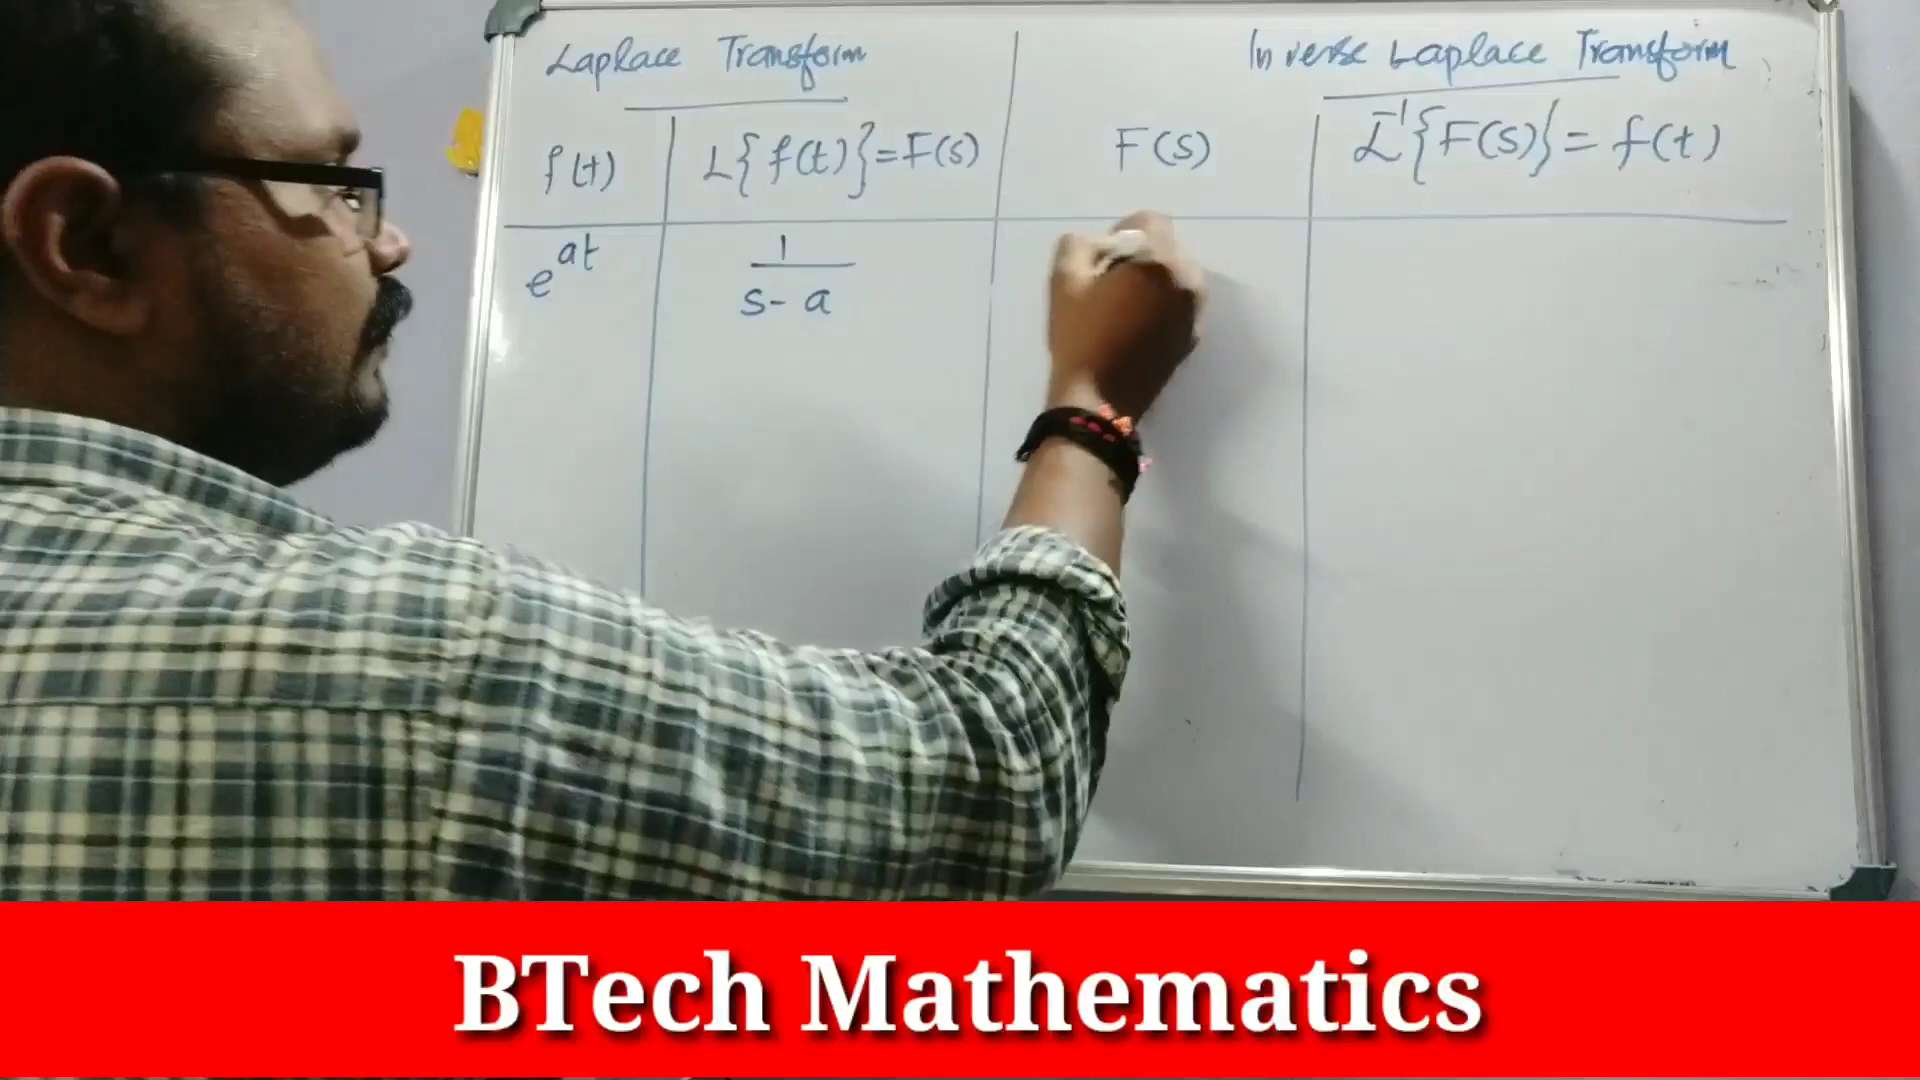 Laplace Transform
Inverse Laplace Transform
f(t)
L{f(t)}=F(s)
F(s)
L⁻¹{F(s)}= f(t)
e^{at}
1
s- a
BTech Mathematics